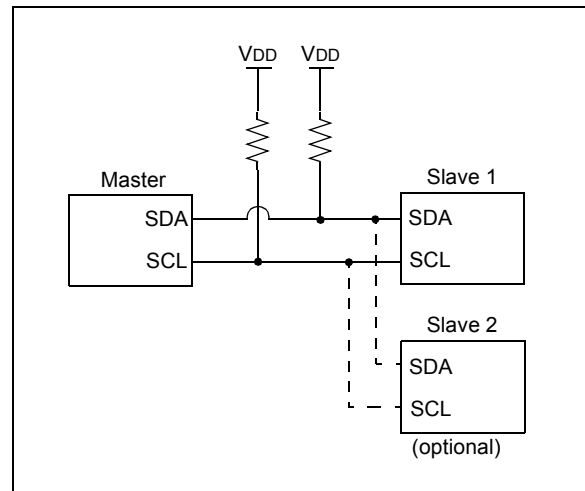 VDD VDD
Master
Slave 1
SDA
SDA
SCL
SCL
Slave 2
SDA
SCL
(optional)